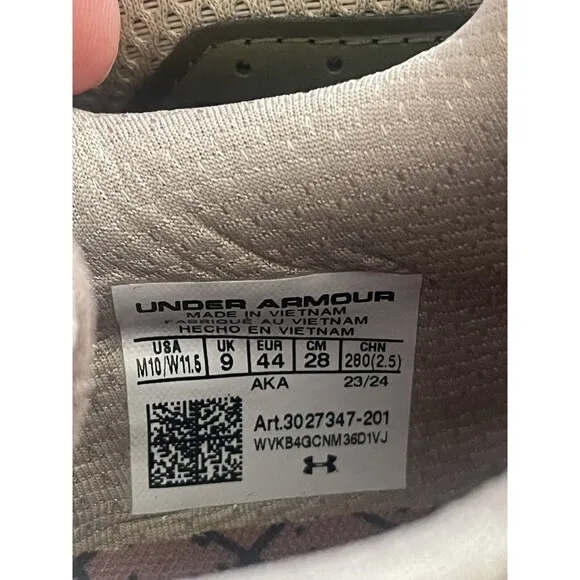 UNDER ARMOUR
MADE IN VIETNAM
FABRIQUÉ AU VIETNAM
HECHO EN VIETNAM
USA UK EUR CM CHN
M10/W11.5 9 44 28 280(2.5)
AKA 23/24
Art.3027347-201
WVKB4GCNM36D1VJ